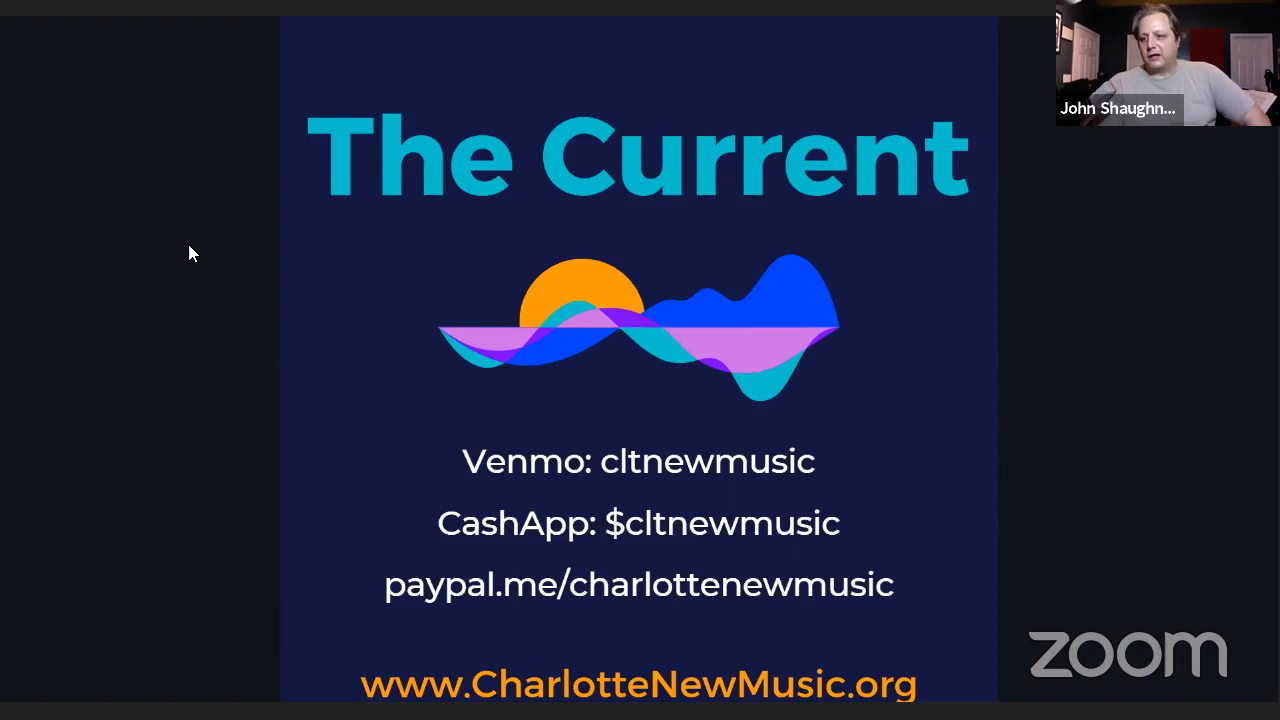 The Current
John Shaughn...
Venmo: cltnewmusic
CashApp: $cltnewmusic
paypal.me/charlottenewmusic
www.CharlotteNewMusic.org
zoom